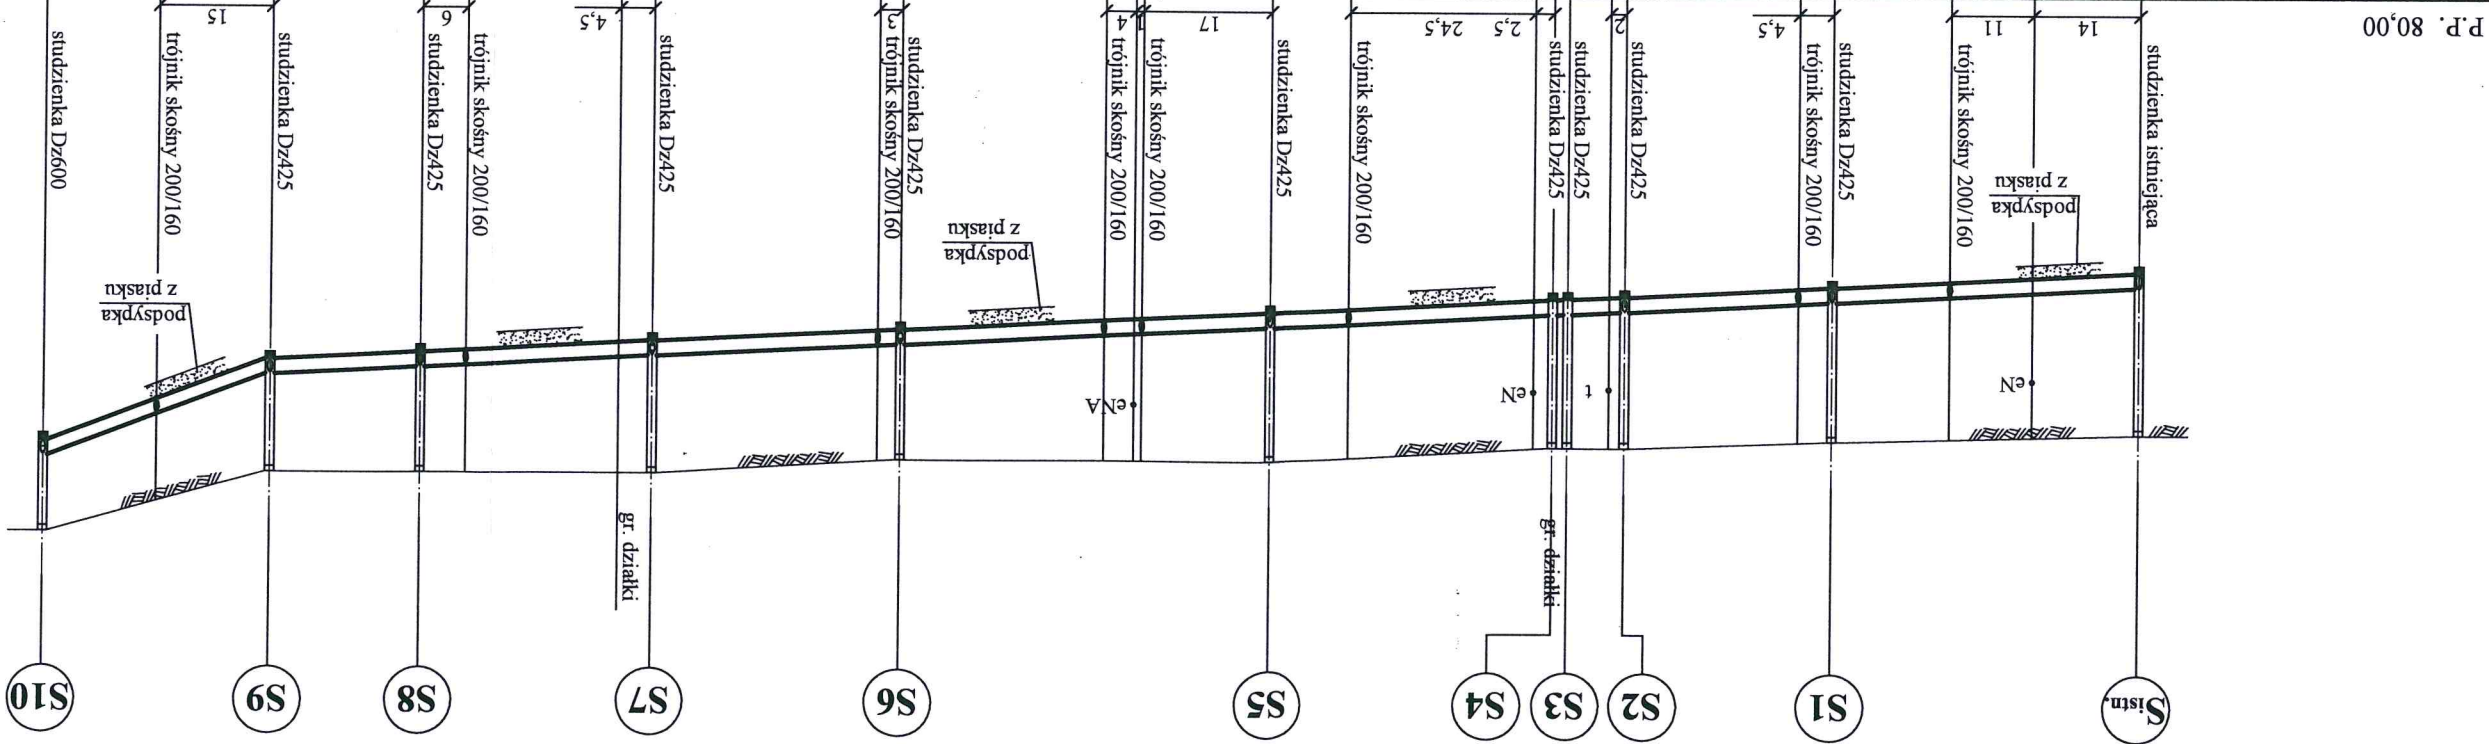 Sistn.
S1
S2
S3
S4
S5
S6
S7
S8
S9
S10
gr. działki
gr. działki
eN
t
eN
eNA
podsypka
z piasku
podsypka
z piasku
podsypka
z piasku
studzienka istniejąca
trójnik skośny 200/160
studzienka Dz425
trójnik skośny 200/160
studzienka Dz425
studzienka Dz425
studzienka Dz425
trójnik skośny 200/160
studzienka Dz425
trójnik skośny 200/160
trójnik skośny 200/160
studzienka Dz425
trójnik skośny 200/160
studzienka Dz425
trójnik skośny 200/160
studzienka Dz425
studzienka Dz425
trójnik skośny 200/160
studzienka Dz600
P.P. 80,00
14
11
4,5
2
2,5
24,5
17
1
4
3
4,5
6
15